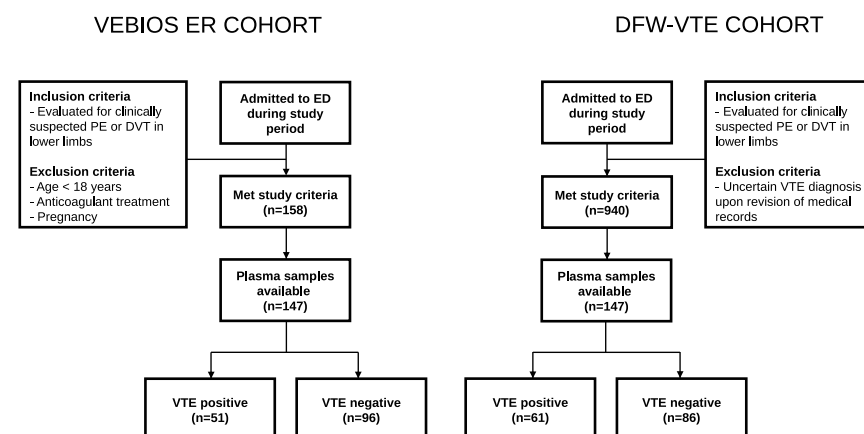 VEBIOS ER COHORT
Inclusion criteria
- Evaluated for clinically
suspected PE or DVT in
lower limbs
Exclusion criteria
- Age < 18 years
- Anticoagulant treatment
- Pregnancy
Admitted to ED
during study
period
Met study criteria
(n=158)
Plasma samples
available
(n=147)
VTE positive
(n=51)
VTE negative
(n=96)
DFW-VTE COHORT
Admitted to ED
during study
period
Inclusion criteria
- Evaluated for clinically
suspected PE or DVT in
lower limbs
Exclusion criteria
- Uncertain VTE diagnosis
upon revision of medical
records
Met study criteria
(n=940)
Plasma samples
available
(n=147)
VTE positive
(n=61)
VTE negative
(n=86)